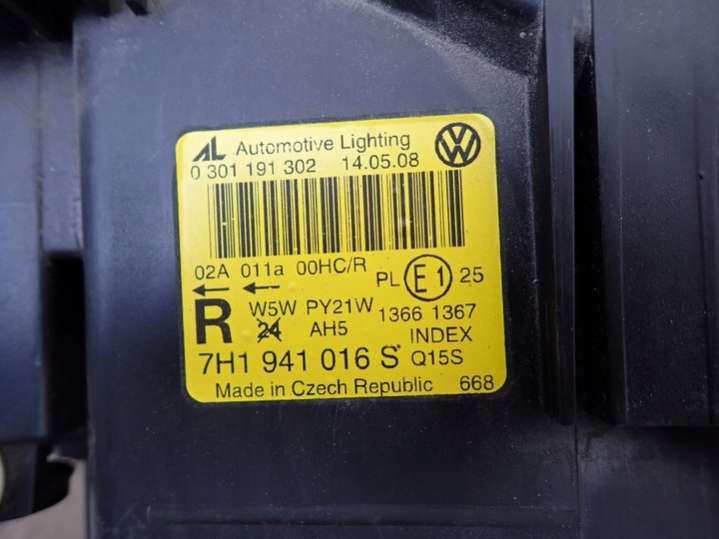 AL Automotive Lighting
0 301 191 302 14.05.08
02A 011a 00HC/R
PL E1 25
R W5W PY21W 1366 1367
24 AH5 INDEX
7H1 941 016 S Q15S
Made in Czech Republic 668